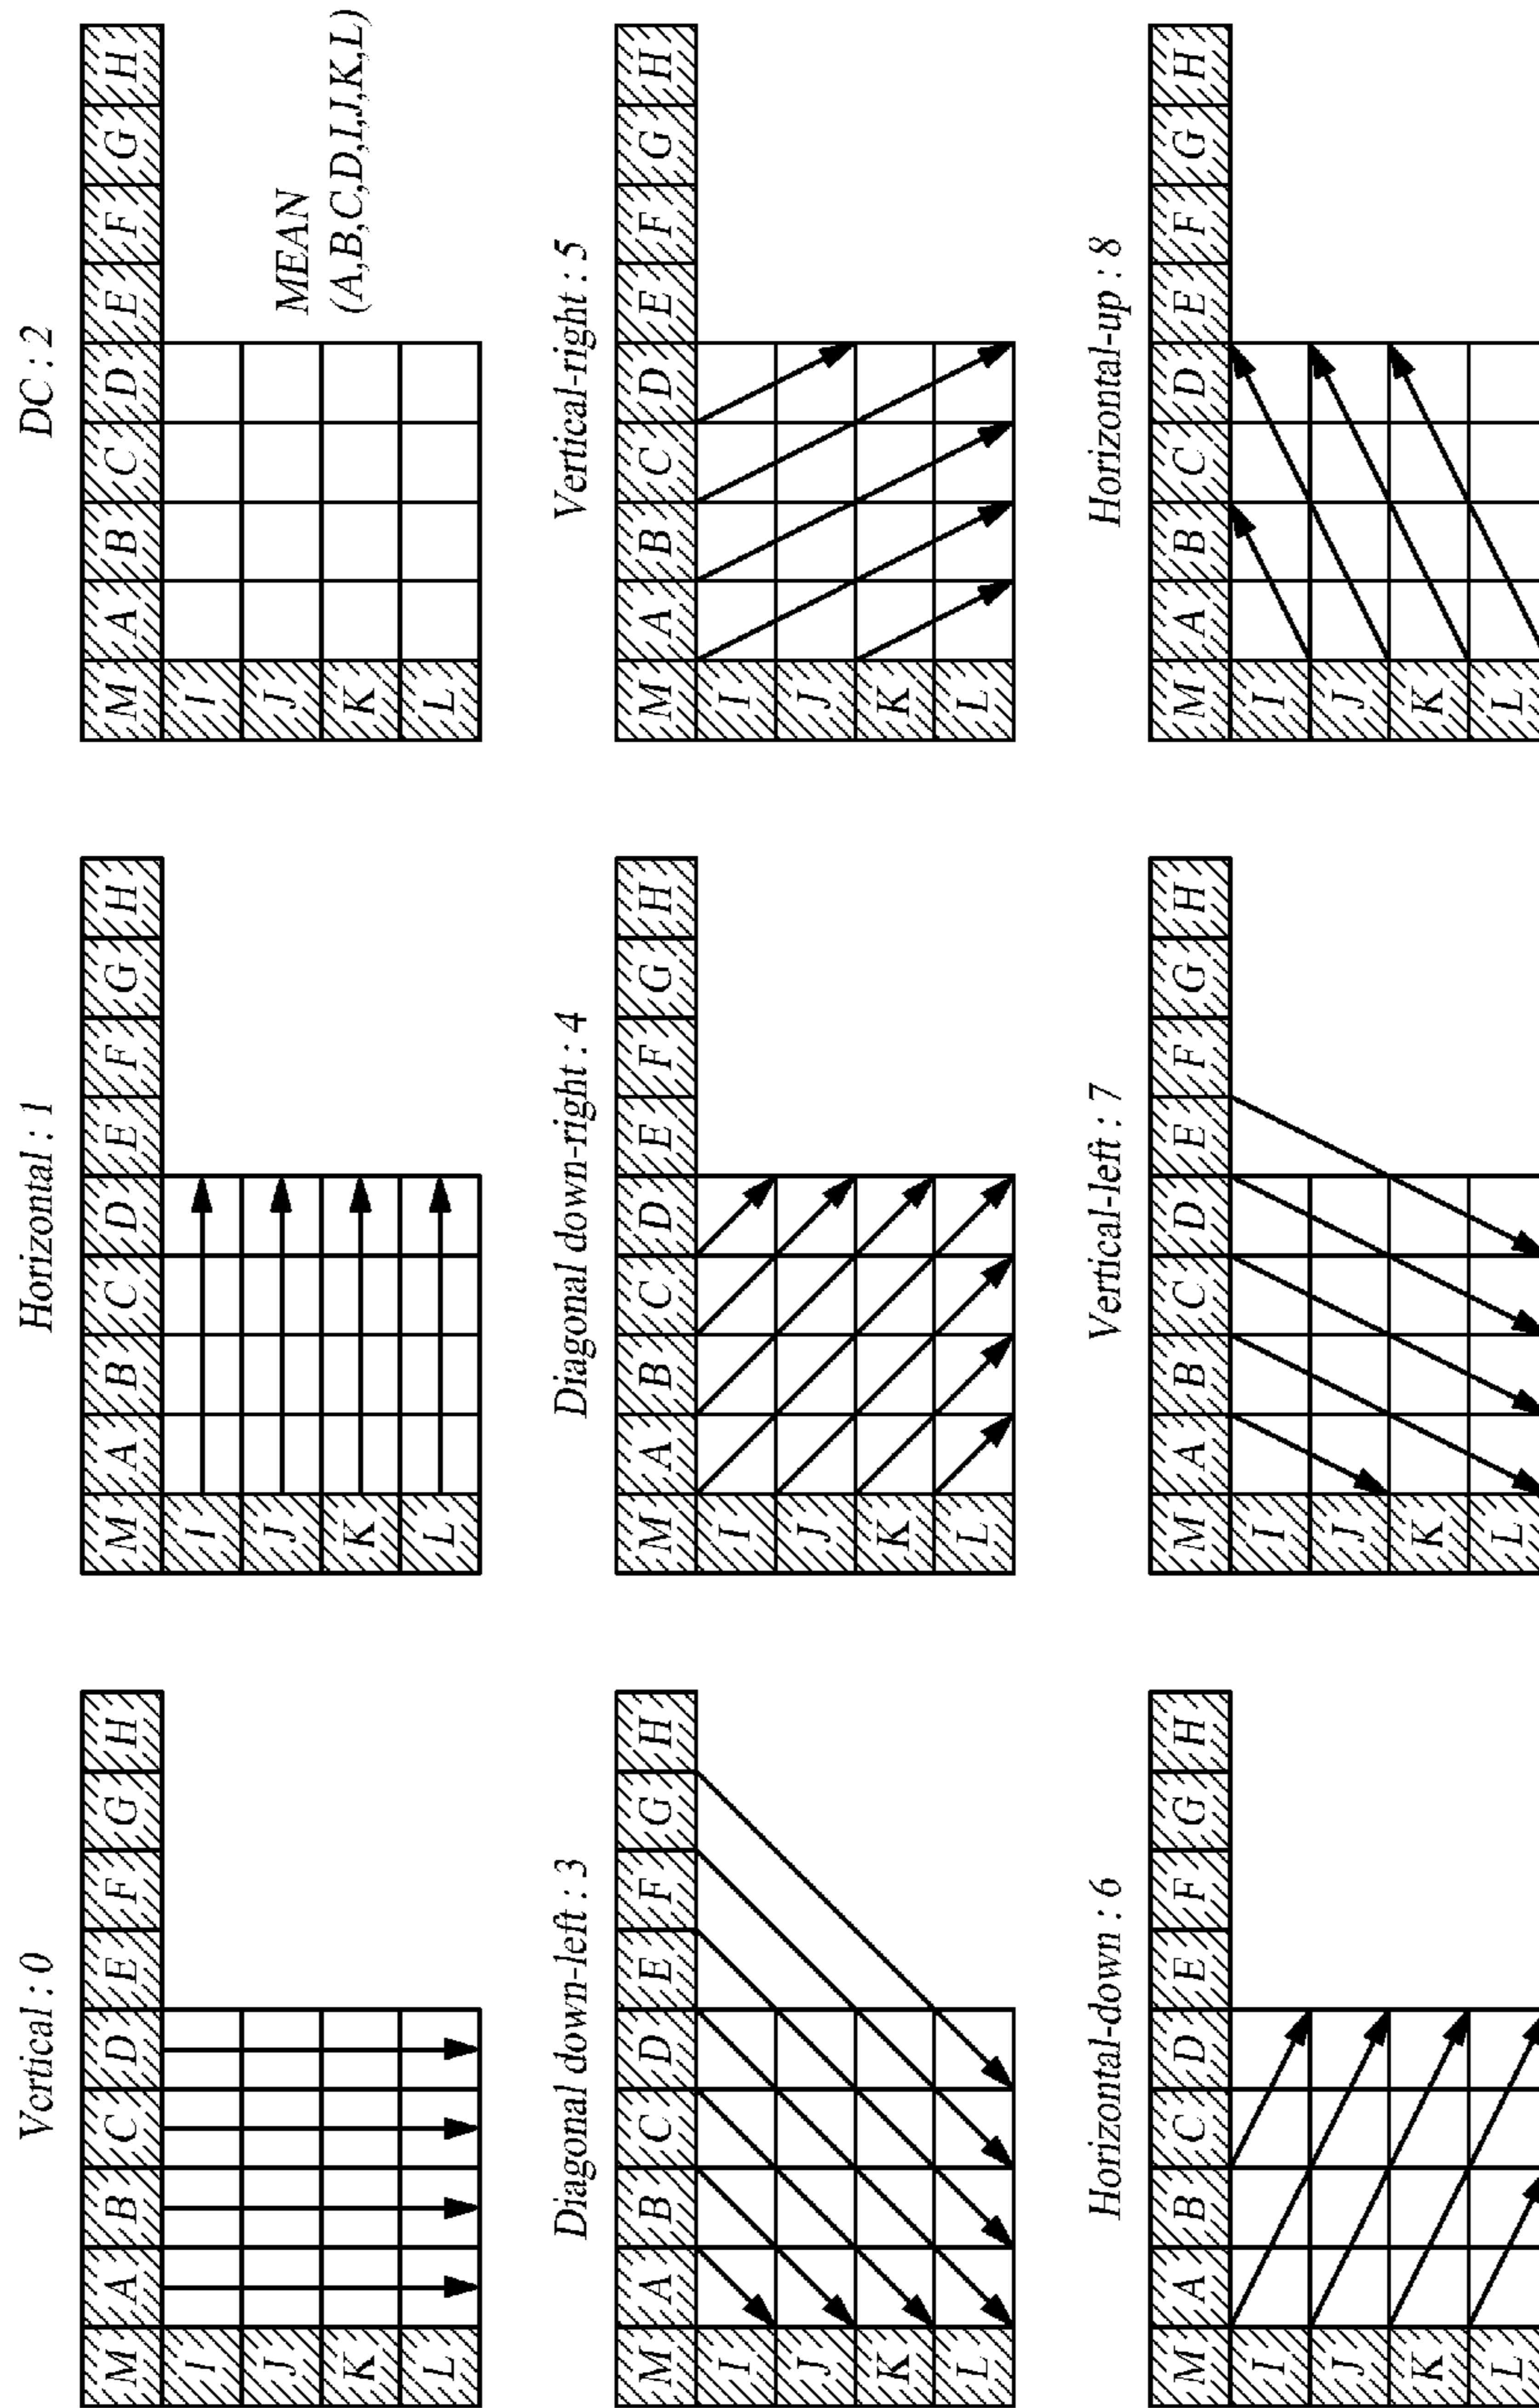 Vertical : 0
M A B C D E F G H
I
J
K
L
Horizontal : 1
M A B C D E F G H
I
J
K
L
DC : 2
M A B C D E F G H
I
J
K
L
MEAN
(A,B,C,D,I,J,K,L)
Diagonal down-left : 3
M A B C D E F G H
I
J
K
L
Diagonal down-right : 4
M A B C D E F G H
I
J
K
L
Vertical-right : 5
M A B C D E F G H
I
J
K
L
Horizontal-down : 6
M A B C D E F G H
I
J
K
L
Vertical-left : 7
M A B C D E F G H
I
J
K
L
Horizontal-up : 8
M A B C D E F G H
I
J
K
L